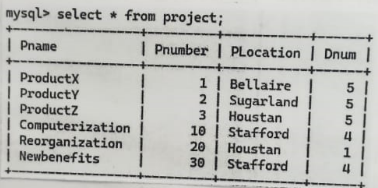 mysql> select * from project;
+-----------------+---------+-----------+------+
| Pname | Pnumber | PLocation | Dnum |
+-----------------+---------+-----------+------+
| ProductX | 1 | Bellaire | 5 |
| ProductY | 2 | Sugarland | 5 |
| ProductZ | 3 | Houstan | 5 |
| Computerization | 10 | Stafford | 4 |
| Reorganization | 20 | Houstan | 1 |
| Newbenefits | 30 | Stafford | 4 |
+-----------------+---------+-----------+------+